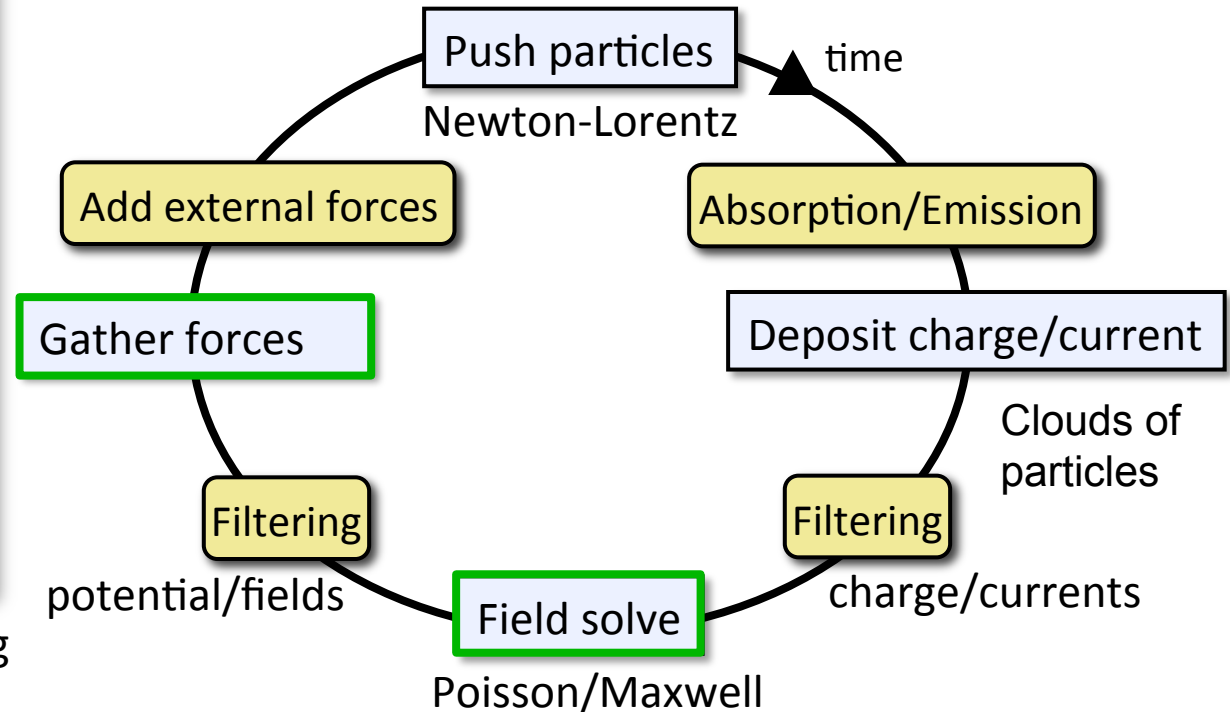 Push particles
time
Newton-Lorentz
Add external forces
Absorption/Emission
Gather forces
Deposit charge/current
Clouds of
particles
Filtering
Filtering
potential/fields
charge/currents
Field solve
g
Poisson/Maxwell